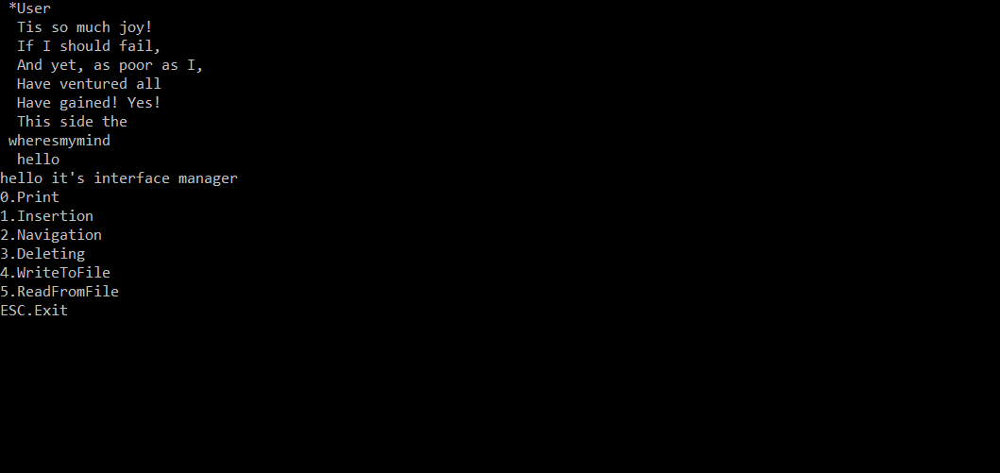 *User
Tis so much joy!
If I should fail,
And yet, as poor as I,
Have ventured all
Have gained! Yes!
This side the
wheresmymind
hello
hello it's interface manager
0.Print
1.Insertion
2.Navigation
3.Deleting
4.WriteToFile
5.ReadFromFile
ESC.Exit